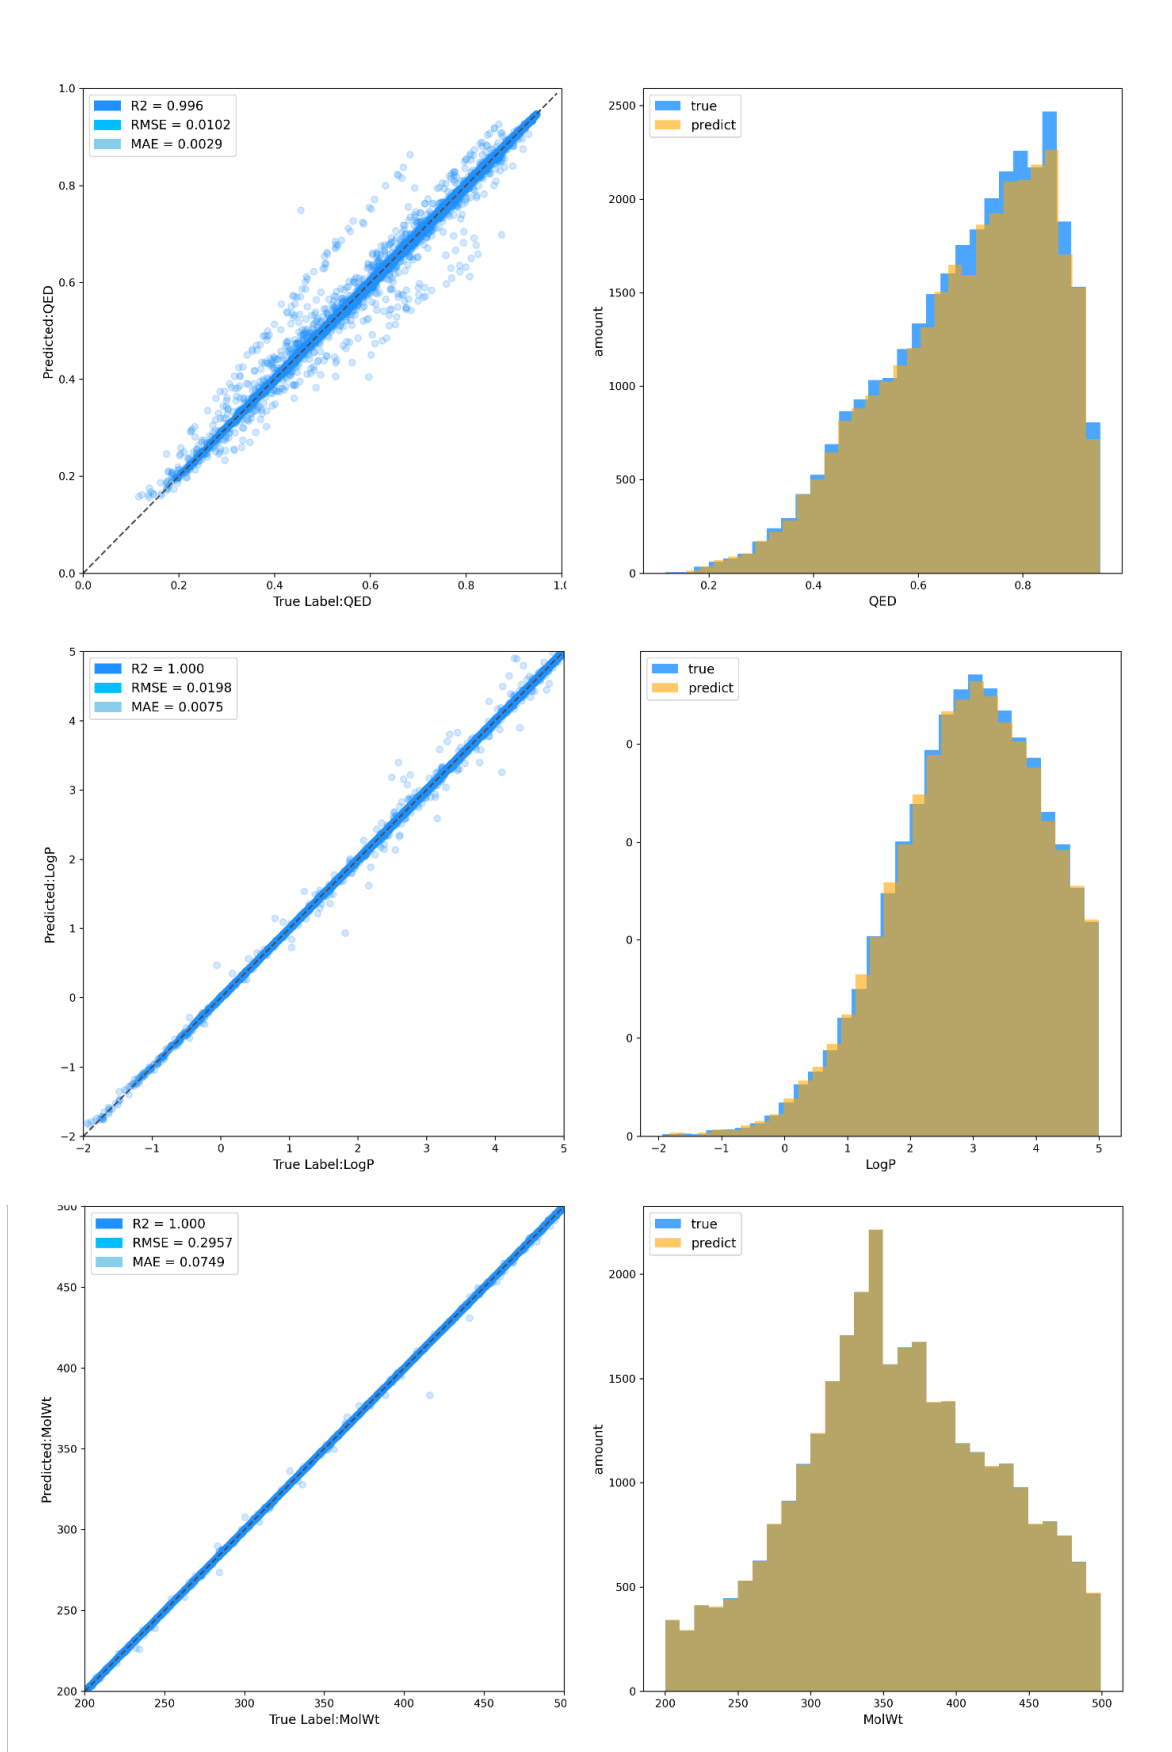 R2 = 0.996
RMSE = 0.0102
MAE = 0.0029
1.0
0.8
0.6
0.4
0.2
0.0
Predicted:QED
0.0 0.2 0.4 0.6 0.8 1.0
True Label:QED
true
predict
2500
2000
1500
1000
500
0
amount
0.2 0.4 0.6 0.8
QED
R2 = 1.000
RMSE = 0.0198
MAE = 0.0075
5
4
3
2
1
0
−1
−2
Predicted:LogP
−2 −1 0 1 2 3 4 5
True Label:LogP
true
predict
0
0
0
0
0
−2 −1 0 1 2 3 4 5
LogP
R2 = 1.000
RMSE = 0.2957
MAE = 0.0749
500
450
400
350
300
250
200
Predicted:MolWt
200 250 300 350 400 450 50
True Label:MolWt
true
predict
2000
1500
1000
500
0
amount
200 250 300 350 400 450 500
MolWt